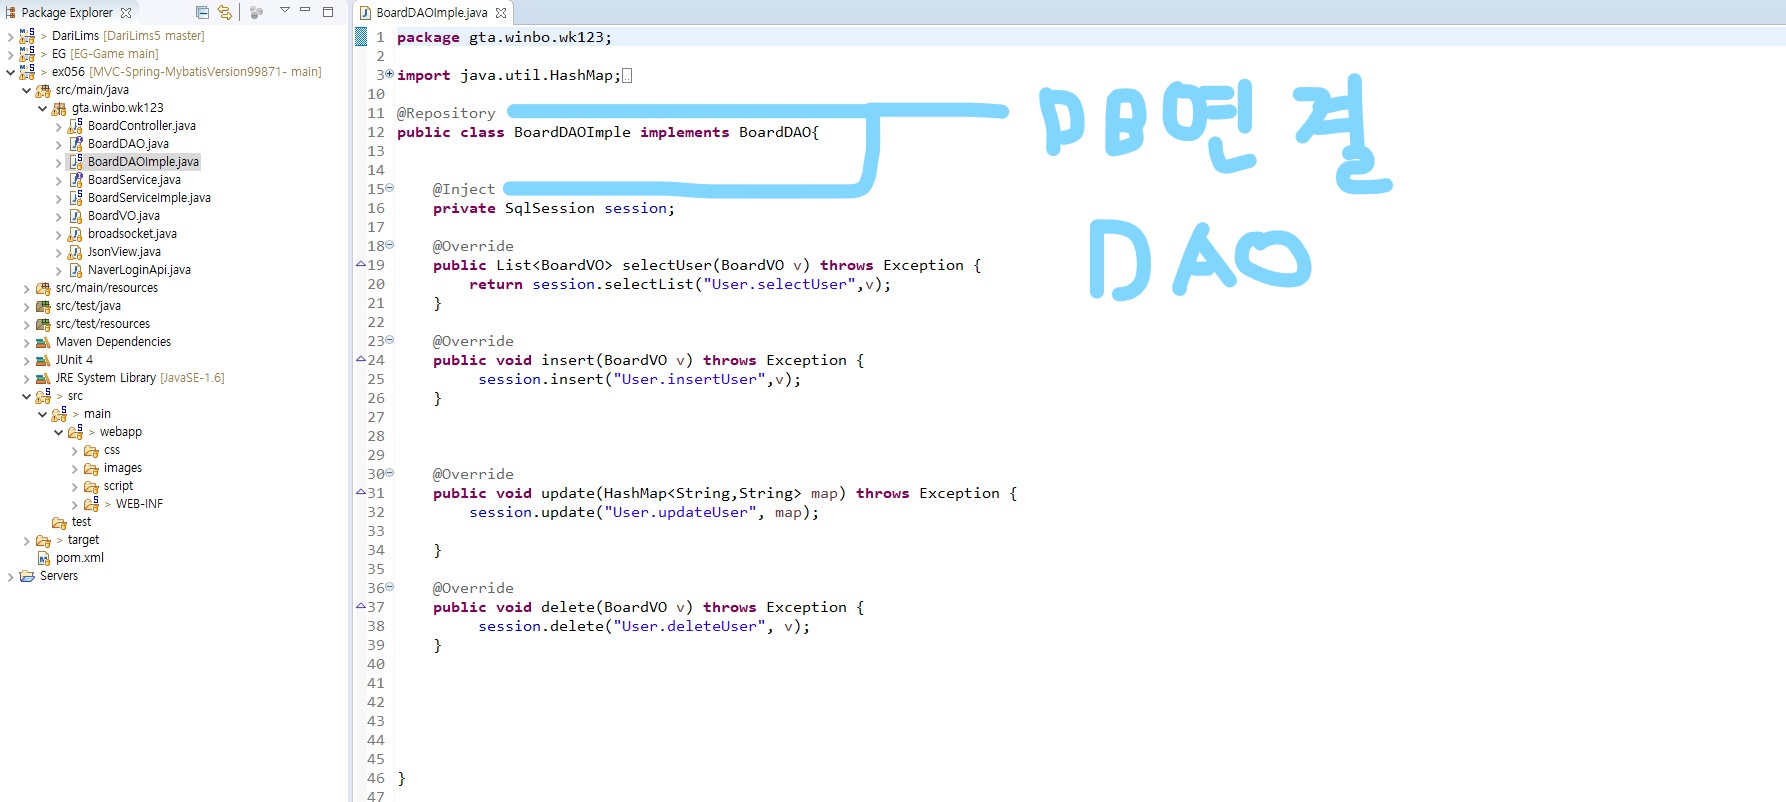 Package Explorer
DariLims [DariLims5 master]
EG [EG-Game main]
ex056 [MVC-Spring-MybatisVersion99871- main]
src/main/java
gta.winbo.wk123
BoardController.java
BoardDAO.java
BoardDAOImple.java
BoardService.java
BoardServiceImple.java
BoardVO.java
broadsocket.java
JsonView.java
NaverLoginApi.java
src/main/resources
src/test/java
src/test/resources
Maven Dependencies
JUnit 4
JRE System Library [JavaSE-1.6]
> src
> main
> webapp
css
images
script
> WEB-INF
test
> target
pom.xml
Servers
BoardDAOImple.java
1 package gta.winbo.wk123;
2
3 import java.util.HashMap;
10
11 @Repository
12 public class BoardDAOImple implements BoardDAO{
13
14
15 @Inject
16 private SqlSession session;
17
18 @Override
19 public List<BoardVO> selectUser(BoardVO v) throws Exception {
20 return session.selectList("User.selectUser",v);
21 }
22
23 @Override
24 public void insert(BoardVO v) throws Exception {
25 session.insert("User.insertUser",v);
26 }
27
28
29
30 @Override
31 public void update(HashMap<String,String> map) throws Exception {
32 session.update("User.updateUser", map);
33
34 }
35
36 @Override
37 public void delete(BoardVO v) throws Exception {
38 session.delete("User.deleteUser", v);
39 }
40
41
42
43
44
45
46 }
47
DB연결
DAO